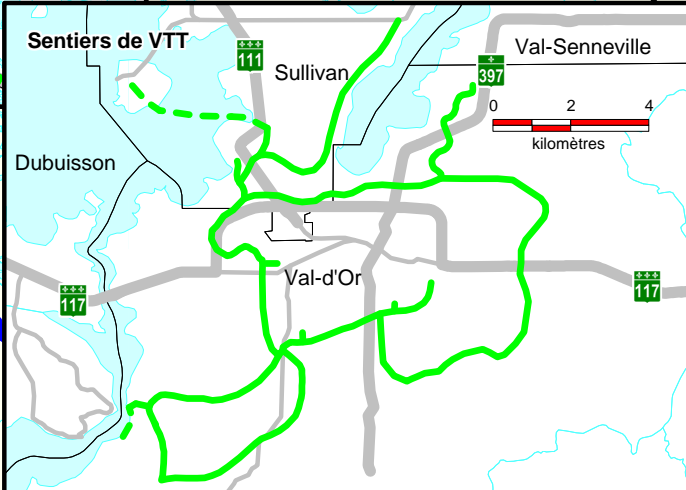 Sentiers de VTT
111
Sullivan
Val-Senneville
397
0 2 4
kilomètres
Dubuisson
Val-d'Or
117
117